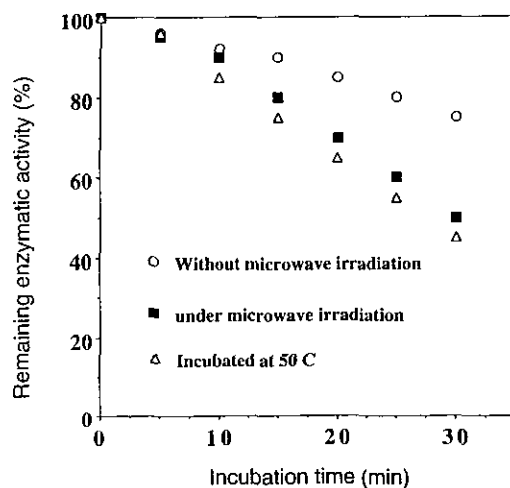 Remaining enzymatic activity (%)
100
80
60
40
20
0
Without microwave irradiation
under microwave irradiation
Incubated at 50 C
0
10
20
30
Incubation time (min)